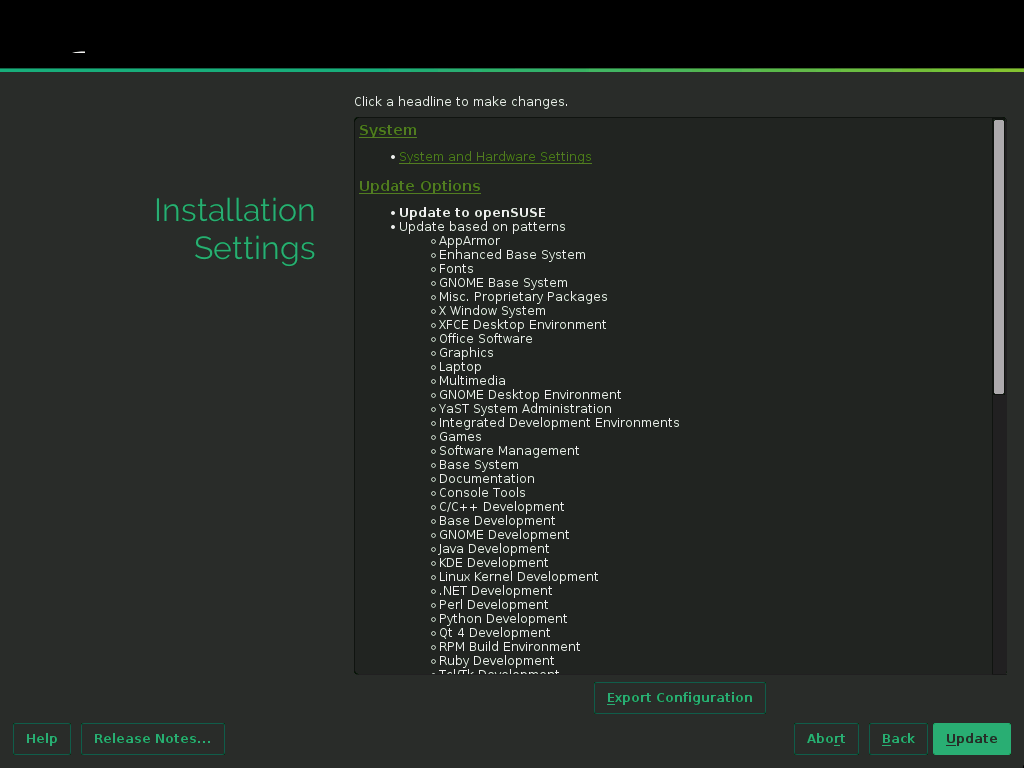 Click a headline to make changes.
Installation
Settings
System
• System and Hardware Settings
Update Options
• Update to openSUSE
• Update based on patterns
AppArmor
Enhanced Base System
Fonts
GNOME Base System
Misc. Proprietary Packages
X Window System
XFCE Desktop Environment
Office Software
Graphics
Laptop
Multimedia
GNOME Desktop Environment
YaST System Administration
Integrated Development Environments
Games
Software Management
Base System
Documentation
Console Tools
C/C++ Development
Base Development
GNOME Development
Java Development
KDE Development
Linux Kernel Development
.NET Development
Perl Development
Python Development
Qt 4 Development
RPM Build Environment
Ruby Development
Tcl/Tk Development
Export Configuration
Help
Release Notes...
Abort
Back
Update